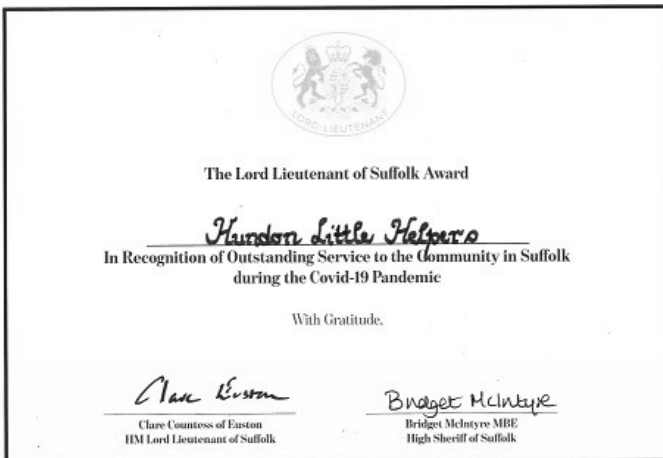 LORD-LIEUTENANT
The Lord Lieutenant of Suffolk Award
Hundon Little Helpers
In Recognition of Outstanding Service to the Community in Suffolk
during the Covid-19 Pandemic
With Gratitude,
Clare Euston
Bridget McIntyre
Clare Countess of Euston
Bridget McIntyre MBE
HM Lord Lieutenant of Suffolk
High Sheriff of Suffolk